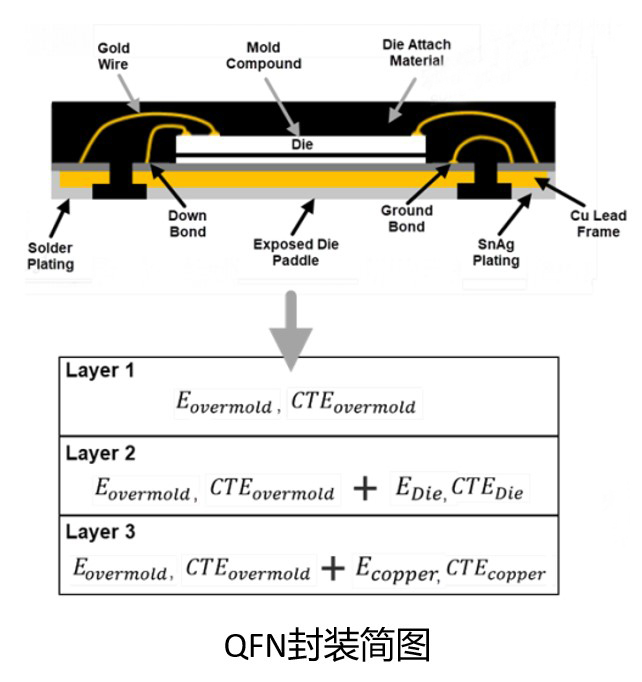 Gold
Wire
Mold
Compound
Die Attach
Material
Die
Solder
Plating
Down
Bond
Exposed Die
Paddle
Ground
Bond
SnAg
Plating
Cu Lead
Frame
Layer 1
E_overmold, CTE_overmold
Layer 2
E_overmold, CTE_overmold + E_Die, CTE_Die
Layer 3
E_overmold, CTE_overmold + E_copper, CTE_copper
QFN封装简图